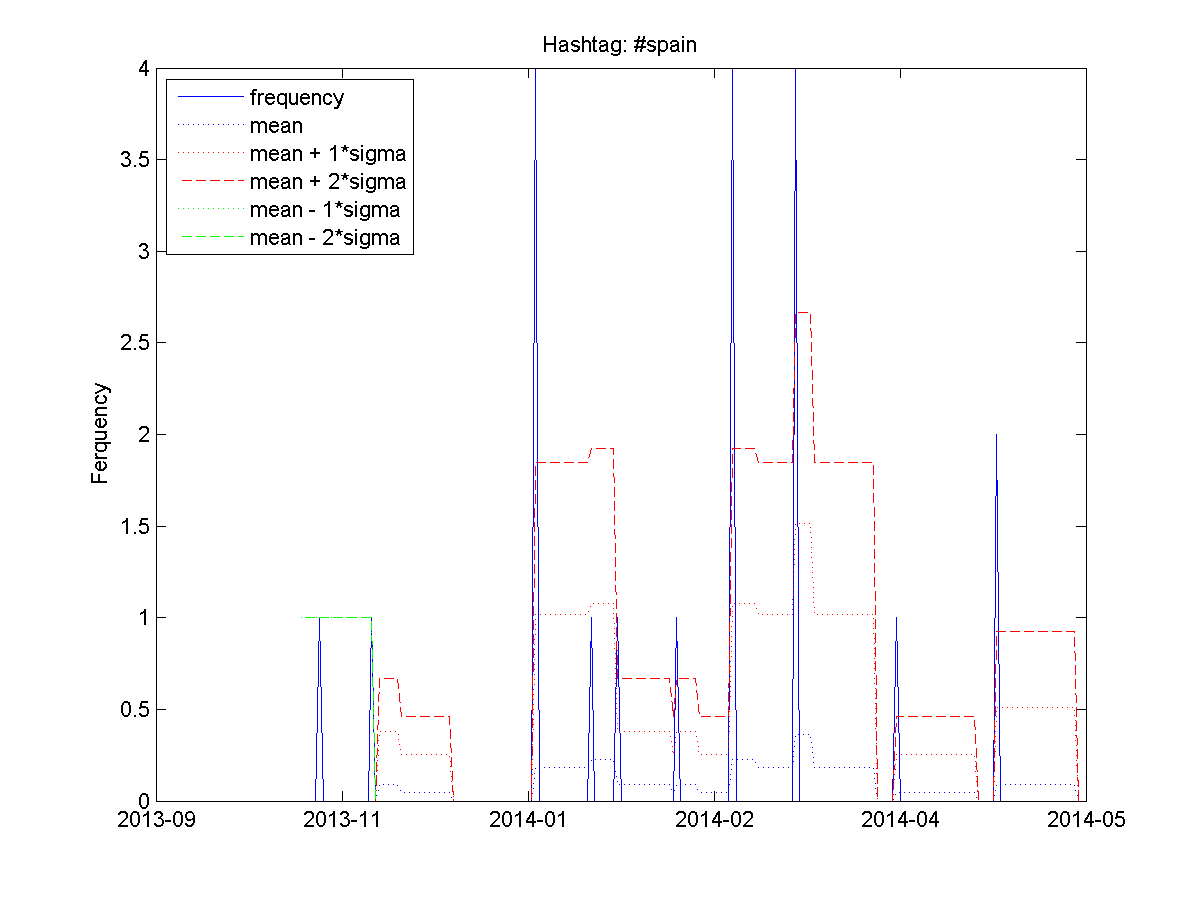 Hashtag: #spain
4
3.5
3
2.5
2
1.5
1
0.5
0
Ferquency
frequency
mean
mean + 1*sigma
mean + 2*sigma
mean - 1*sigma
mean - 2*sigma
2013-09 2013-11 2014-01 2014-02 2014-04 2014-05